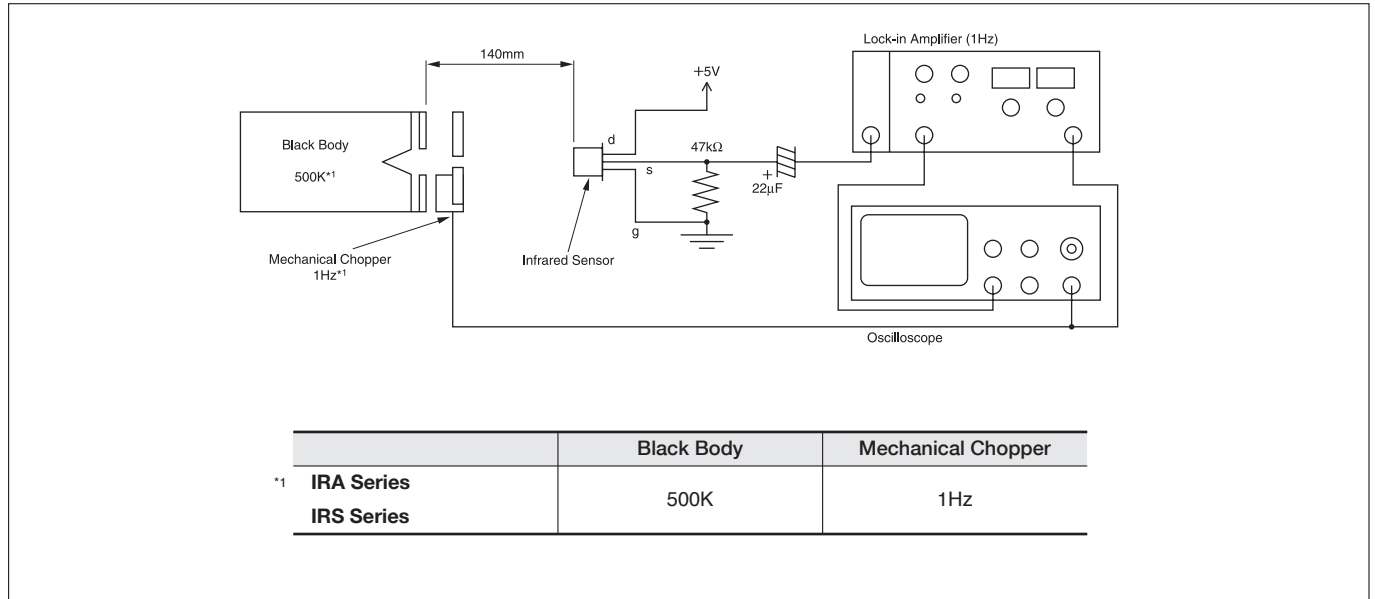 Lock-in Amplifier (1Hz)
140mm
+5V
Black Body
500K*1
d
47kΩ
s
+
22μF
g
Mechanical Chopper
1Hz*1
Infrared Sensor
Oscilloscope
Black Body Mechanical Chopper
*1 IRA Series
500K 1Hz
IRS Series